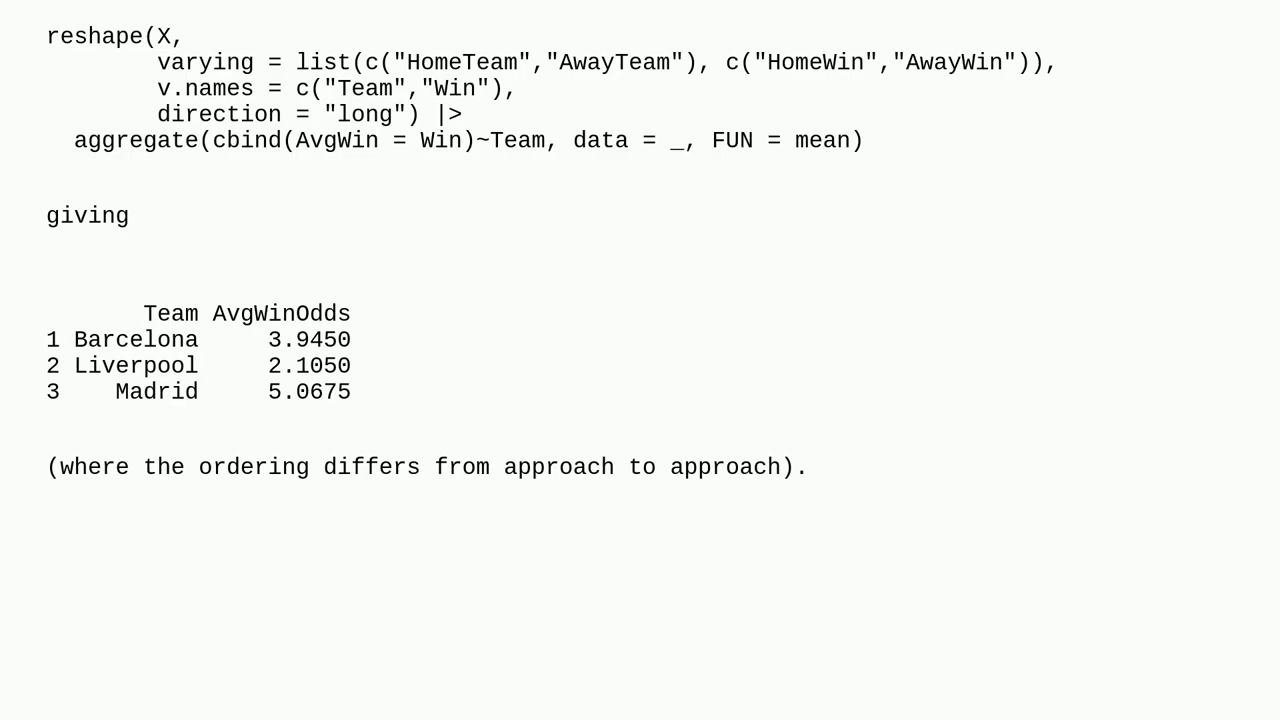 reshape(X,
        varying = list(c("HomeTeam","AwayTeam"), c("HomeWin","AwayWin")),
        v.names = c("Team","Win"),
        direction = "long") |>
  aggregate(cbind(AvgWin = Win)~Team, data = _, FUN = mean)
giving
       Team AvgWinOdds
1 Barcelona     3.9450
2 Liverpool     2.1050
3    Madrid     5.0675
(where the ordering differs from approach to approach).